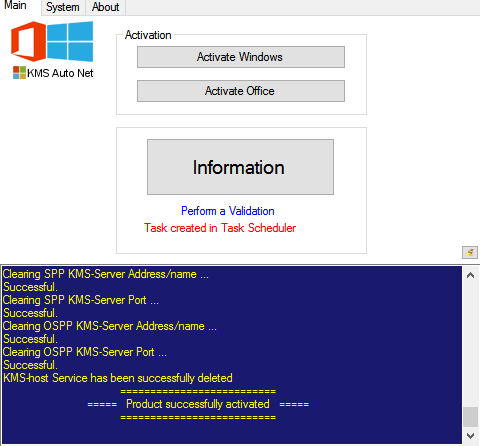 Main System About
KMS Auto Net
Activation
Activate Windows
Activate Office
Information
Perform a Validation
Task created in Task Scheduler
Clearing SPP KMS-Server Address/name ...
Successful.
Clearing SPP KMS-Server Port ...
Successful.
Clearing OSPP KMS-Server Address/name ...
Successful.
Clearing OSPP KMS-Server Port ...
Successful.
KMS-host Service has been successfully deleted
==========================
===== Product successfully activated =====
==========================